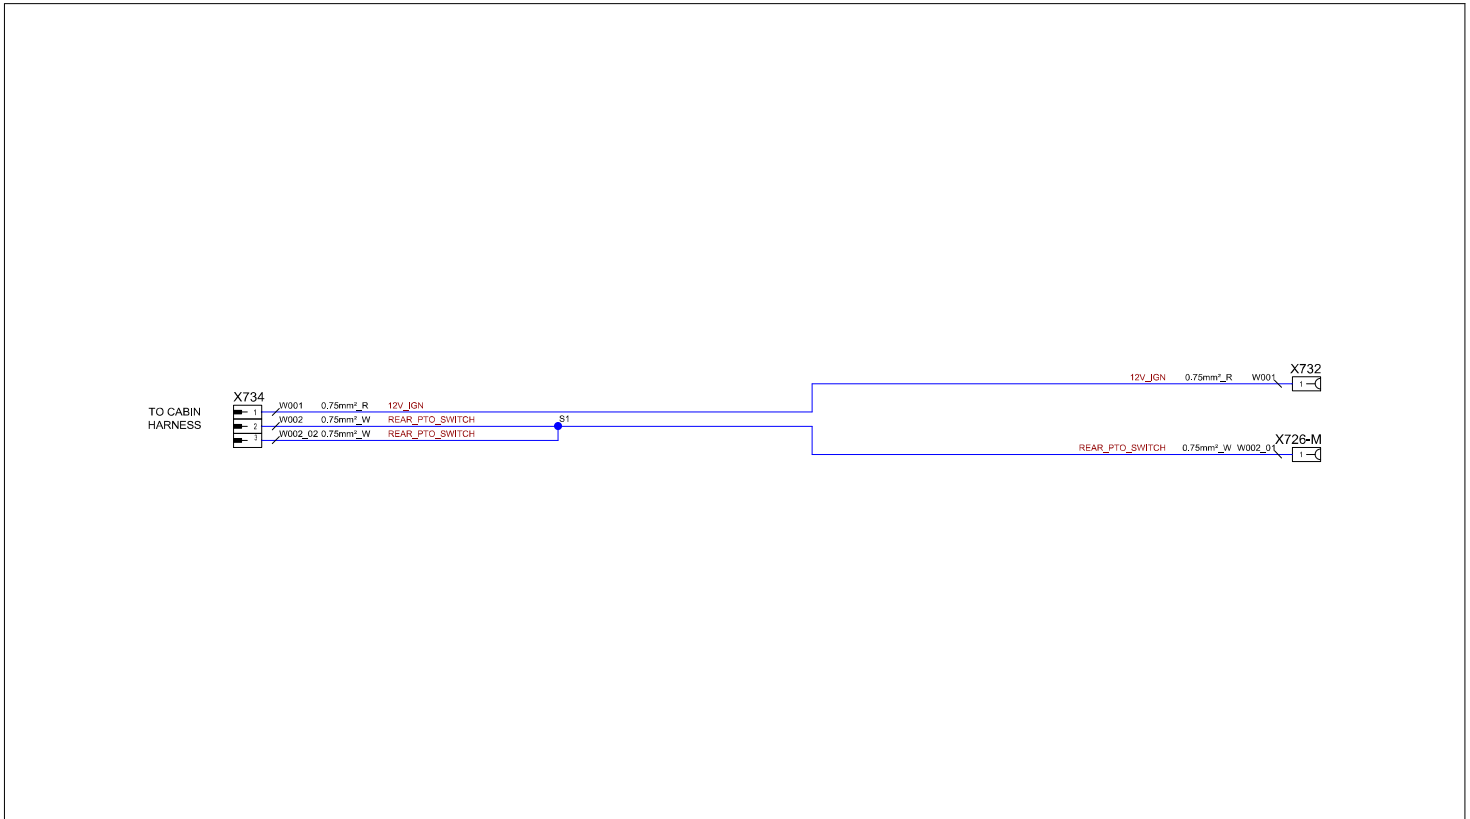 X732
12V_IGN 0.75mm²_R W001
1
X734
TO CABIN
HARNESS
1 W001 0.75mm²_R 12V_IGN
2 W002 0.75mm²_W REAR_PTO_SWITCH S1
3 W002_02 0.75mm²_W REAR_PTO_SWITCH
X726-M
REAR_PTO_SWITCH 0.75mm²_W W002_01
1